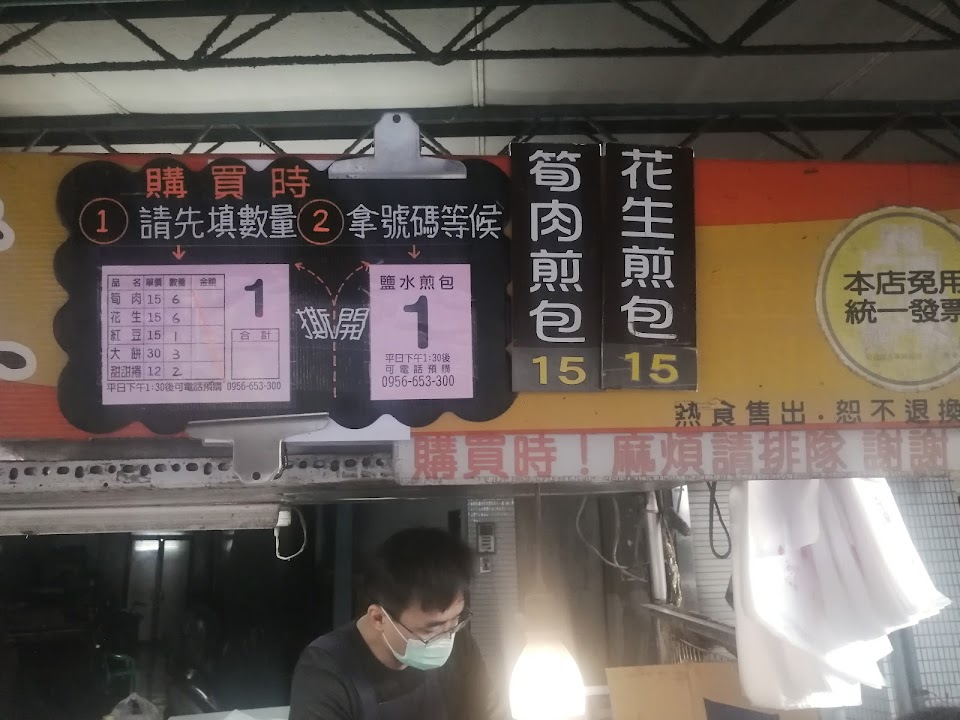 購買時
1 請先填數量 2 拿號碼等候
品名 單價 數量 金額
筍肉 15 6
花生 15 6
紅豆 15 1
大餅 30 3
甜甜捲 12 2
1
合計
平日下午1:30後可電話預購 0956-653-300
撕開
鹽水煎包
1
平日下午1:30後
可電話預購
0956-653-300
筍肉煎包
15
花生煎包
15
本店免用
統一發票
熱食售出.恕不退換
購買時!麻煩請排隊 謝謝